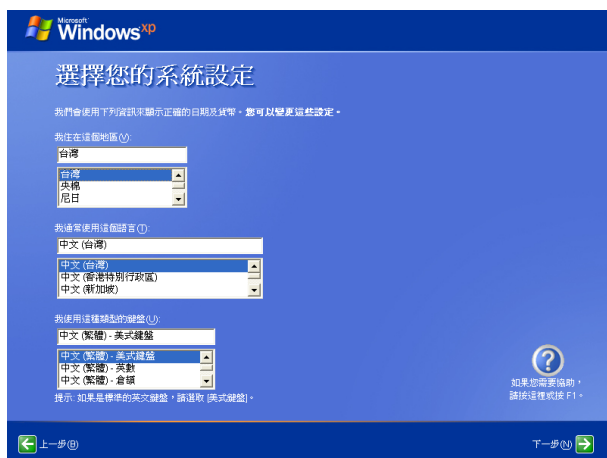 Microsoft
Windows xp
選擇您的系統設定
我們會使用下列資訊來顯示正確的日期及貨幣。您可以變更這些設定。
我住在這個地區(V):
台灣
台灣
央棉
尼日
我通常使用這個語言(T):
中文 (台灣)
中文 (台灣)
中文 (香港特別行政區)
中文 (新加坡)
我使用這種類型的鍵盤(U):
中文 (繁體) - 美式鍵盤
中文 (繁體) - 美式鍵盤
中文 (繁體) - 英數
中文 (繁體) - 倉頡
提示: 如果是標準的英文鍵盤，請選取 [美式鍵盤]。
如果您需要協助，
請按這裡或按 F1。
上一步(B)
下一步(N)